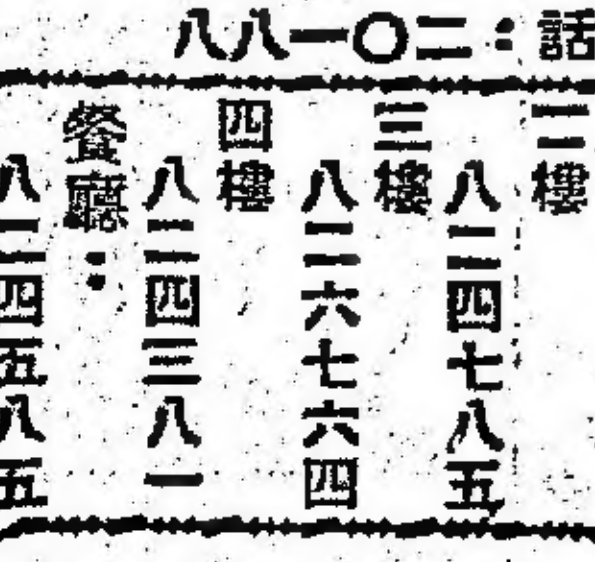 話：二〇一八八
二樓
八二四七八五
三樓
八二六七六四
四樓
八二四三八一
餐廳：
八二四五八五